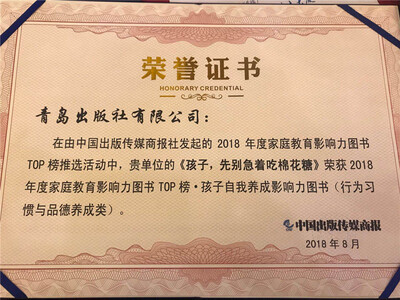 荣誉证书
HONORARY CREDENTIAL
青岛出版社有限公司：
在由中国出版传媒商报社发起的 2018 年度家庭教育影响力图书
TOP 榜推选活动中，贵单位的《孩子，先别急着吃棉花糖》荣获 2018
年度家庭教育影响力图书 TOP 榜·孩子自我养成影响力图书（行为习
惯与品德养成类）。
中国出版传媒商报
2018 年 8 月